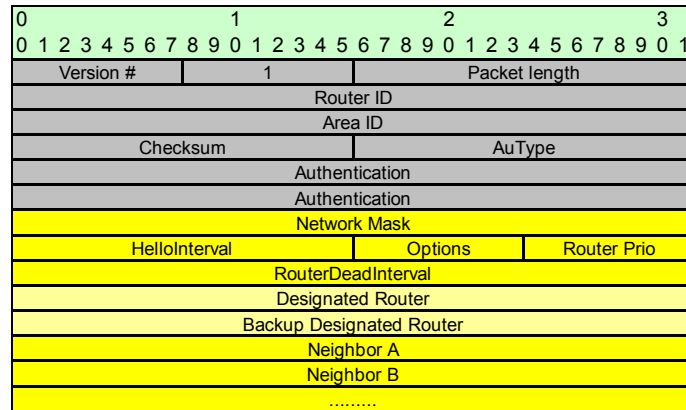 0 1 2 3
0 1 2 3 4 5 6 7 8 9 0 1 2 3 4 5 6 7 8 9 0 1 2 3 4 5 6 7 8 9 0 1
Version # 1 Packet length
Router ID
Area ID
Checksum AuType
Authentication
Authentication
Network Mask
HelloInterval Options Router Prio
RouterDeadInterval
Designated Router
Backup Designated Router
Neighbor A
Neighbor B
.........